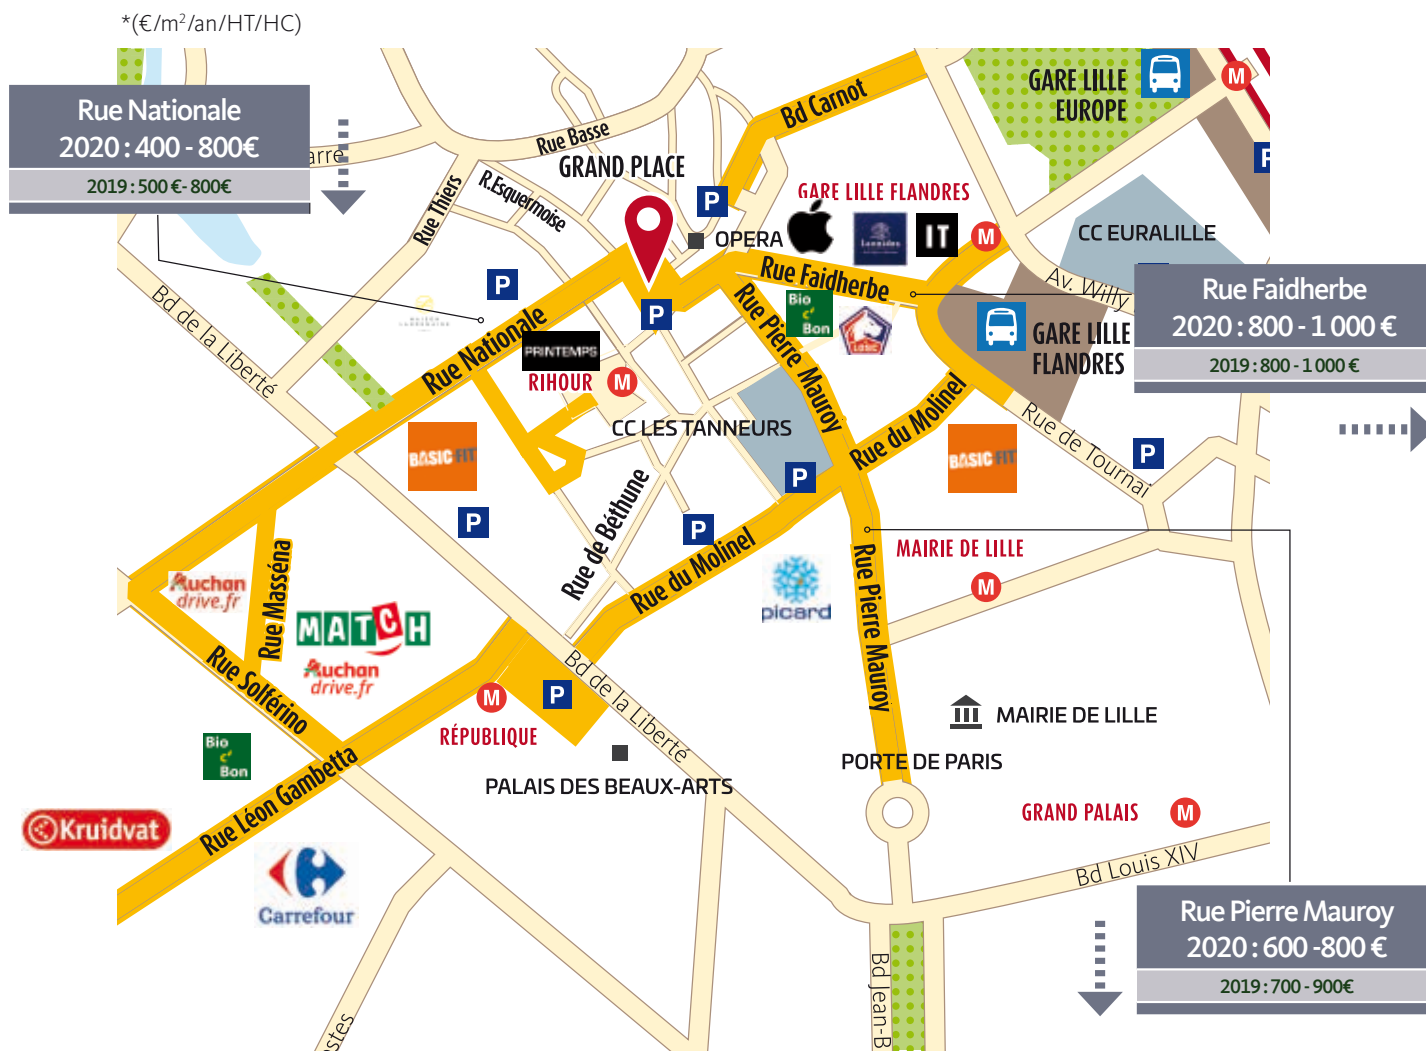 *(€/m²/an/HT/HC)
Rue Nationale
2020 : 400 - 800€
2019 : 500 € - 800€
arre
Rue Basse
Bd Carnot
GARE LILLE
EUROPE
M
P
GRAND PLACE
R.Esquermoise
Rue Thiers
P
GARE LILLE FLANDRES
IT
M
OPERA
CC EURALILLE
Rue Faidherbe
Av. Willy
Rue Faidherbe
2020 : 800 - 1 000 €
2019 : 800 - 1 000 €
Bd de la Liberté
P
P
Bio
c'
Bon
LOSC
GARE LILLE
FLANDRES
Rue Nationale
PRINTEMPS
RIHOUR
M
Rue Pierre Mauroy
CC LES TANNEURS
Rue du Molinel
Rue de Tournai
BASIC-FIT
BASIC-FIT
P
P
P
P
Rue de Béthune
Rue du Molinel
MAIRIE DE LILLE
M
Rue Masséna
Auchan
drive.fr
picard
Rue Pierre Mauroy
MATCH
Auchan
drive.fr
Rue Solférino
Bd de la Liberté
M
P
RÉPUBLIQUE
MAIRIE DE LILLE
Bio
c'
Bon
PALAIS DES BEAUX-ARTS
PORTE DE PARIS
Rue Léon Gambetta
GRAND PALAIS
M
Kruidvat
Carrefour
Bd Louis XIV
Rue Pierre Mauroy
2020 : 600 -800 €
2019 : 700 - 900€
Bd Jean-B
ostes